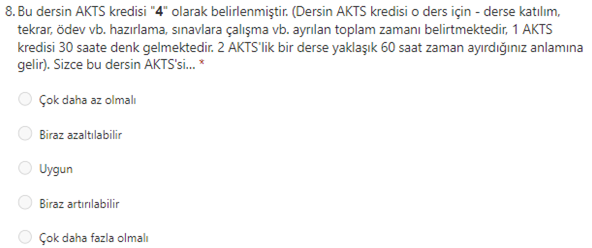 8. Bu dersin AKTS kredisi "4" olarak belirlenmiştir. (Dersin AKTS kredisi o ders için - derse katılım,
tekrar, ödev vb. hazırlama, sınavlara çalışma vb. ayrılan toplam zamanı belirtmektedir, 1 AKTS
kredisi 30 saate denk gelmektedir. 2 AKTS'lik bir derse yaklaşık 60 saat zaman ayırdığınız anlamına
gelir). Sizce bu dersin AKTS'si... *
Çok daha az olmalı
Biraz azaltılabilir
Uygun
Biraz artırılabilir
Çok daha fazla olmalı